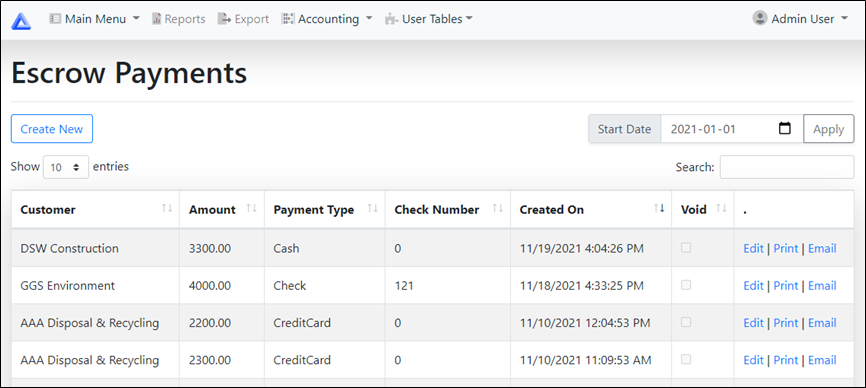 Main Menu Reports Export Accounting User Tables Admin User
Escrow Payments
Create New Start Date 2021-01-01 Apply
Show 10 entries Search:
Customer Amount Payment Type Check Number Created On Void .
DSW Construction 3300.00 Cash 0 11/19/2021 4:04:26 PM Edit | Print | Email
GGS Environment 4000.00 Check 121 11/18/2021 4:33:25 PM Edit | Print | Email
AAA Disposal & Recycling 2200.00 CreditCard 0 11/10/2021 12:04:53 PM Edit | Print | Email
AAA Disposal & Recycling 2300.00 CreditCard 0 11/10/2021 11:09:53 AM Edit | Print | Email